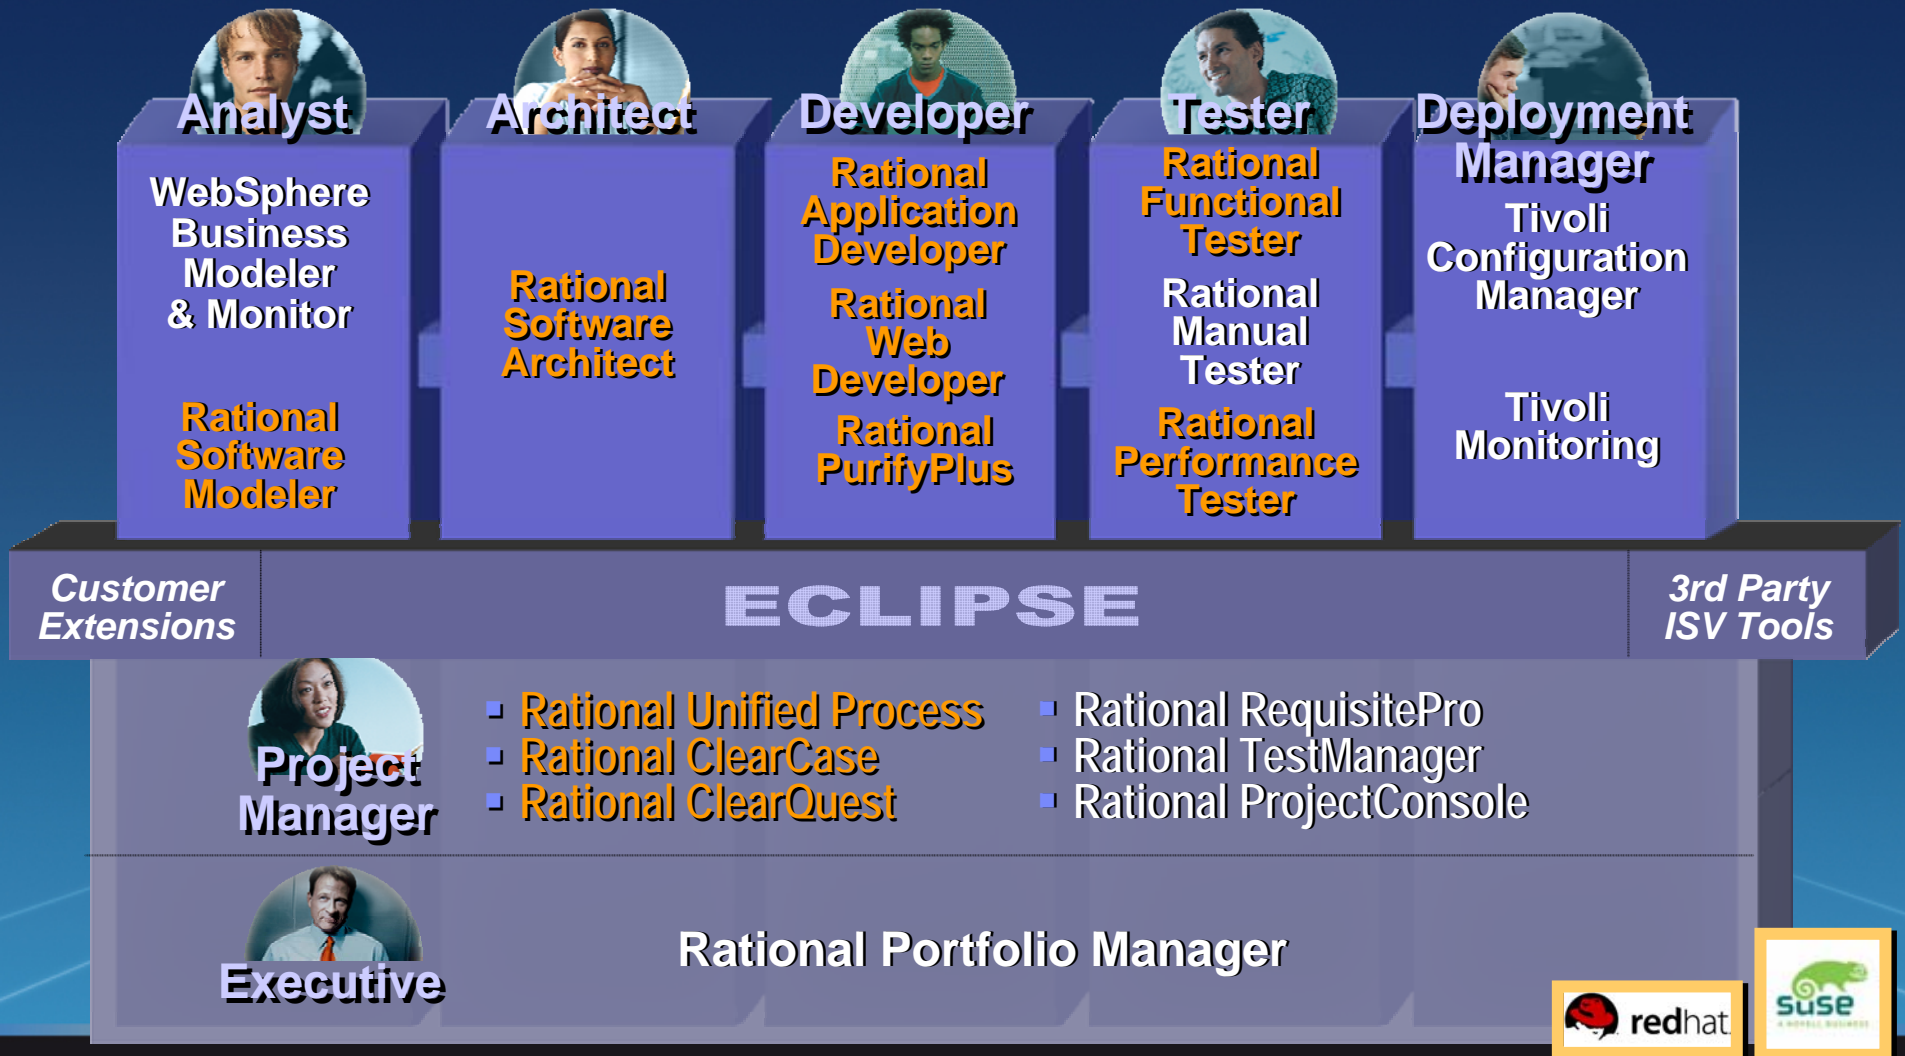 Analyst
WebSphere
Business
Modeler
& Monitor
Rational
Software
Modeler
Architect
Rational
Software
Architect
Developer
Rational
Application
Developer
Rational
Web
Developer
Rational
PurifyPlus
Tester
Rational
Functional
Tester
Rational
Manual
Tester
Rational
Performance
Tester
Deployment
Manager
Tivoli
Configuration
Manager
Tivoli
Monitoring
Customer
Extensions
ECLIPSE
3rd Party
ISV Tools
Project
Manager
Rational Unified Process
Rational ClearCase
Rational ClearQuest
Rational RequisitePro
Rational TestManager
Rational ProjectConsole
Executive
Rational Portfolio Manager
redhat.
SUSE
A NOVELL BUSINESS